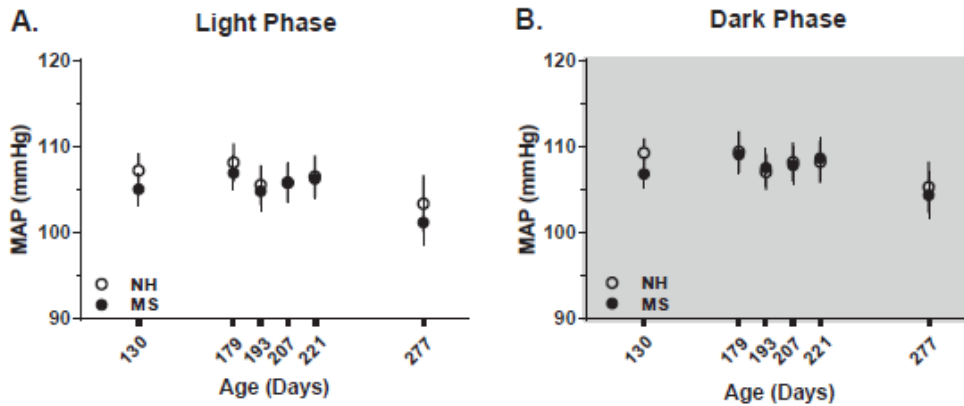 A. Light Phase
120
110
100
90
MAP (mmHg)
NH
MS
130 179 193 207 221 277
Age (Days)
B. Dark Phase
120
110
100
90
MAP (mmHg)
NH
MS
130 179 193 207 221 277
Age (Days)